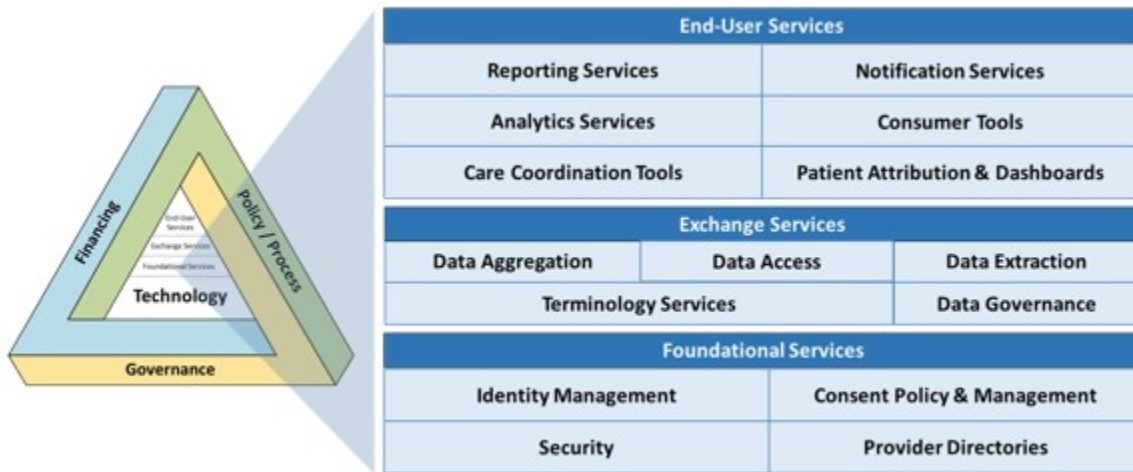 Financing
Policy / Process
Governance
End-User
Services
Exchange Services
Foundational Services
Technology
End-User Services
Reporting Services
Notification Services
Analytics Services
Consumer Tools
Care Coordination Tools
Patient Attribution & Dashboards
Exchange Services
Data Aggregation
Data Access
Data Extraction
Terminology Services
Data Governance
Foundational Services
Identity Management
Consent Policy & Management
Security
Provider Directories